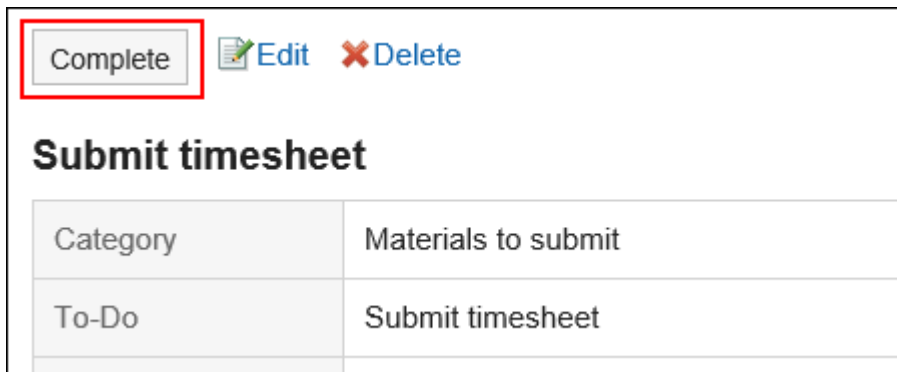 Complete Edit Delete
Submit timesheet
Category Materials to submit
To-Do Submit timesheet